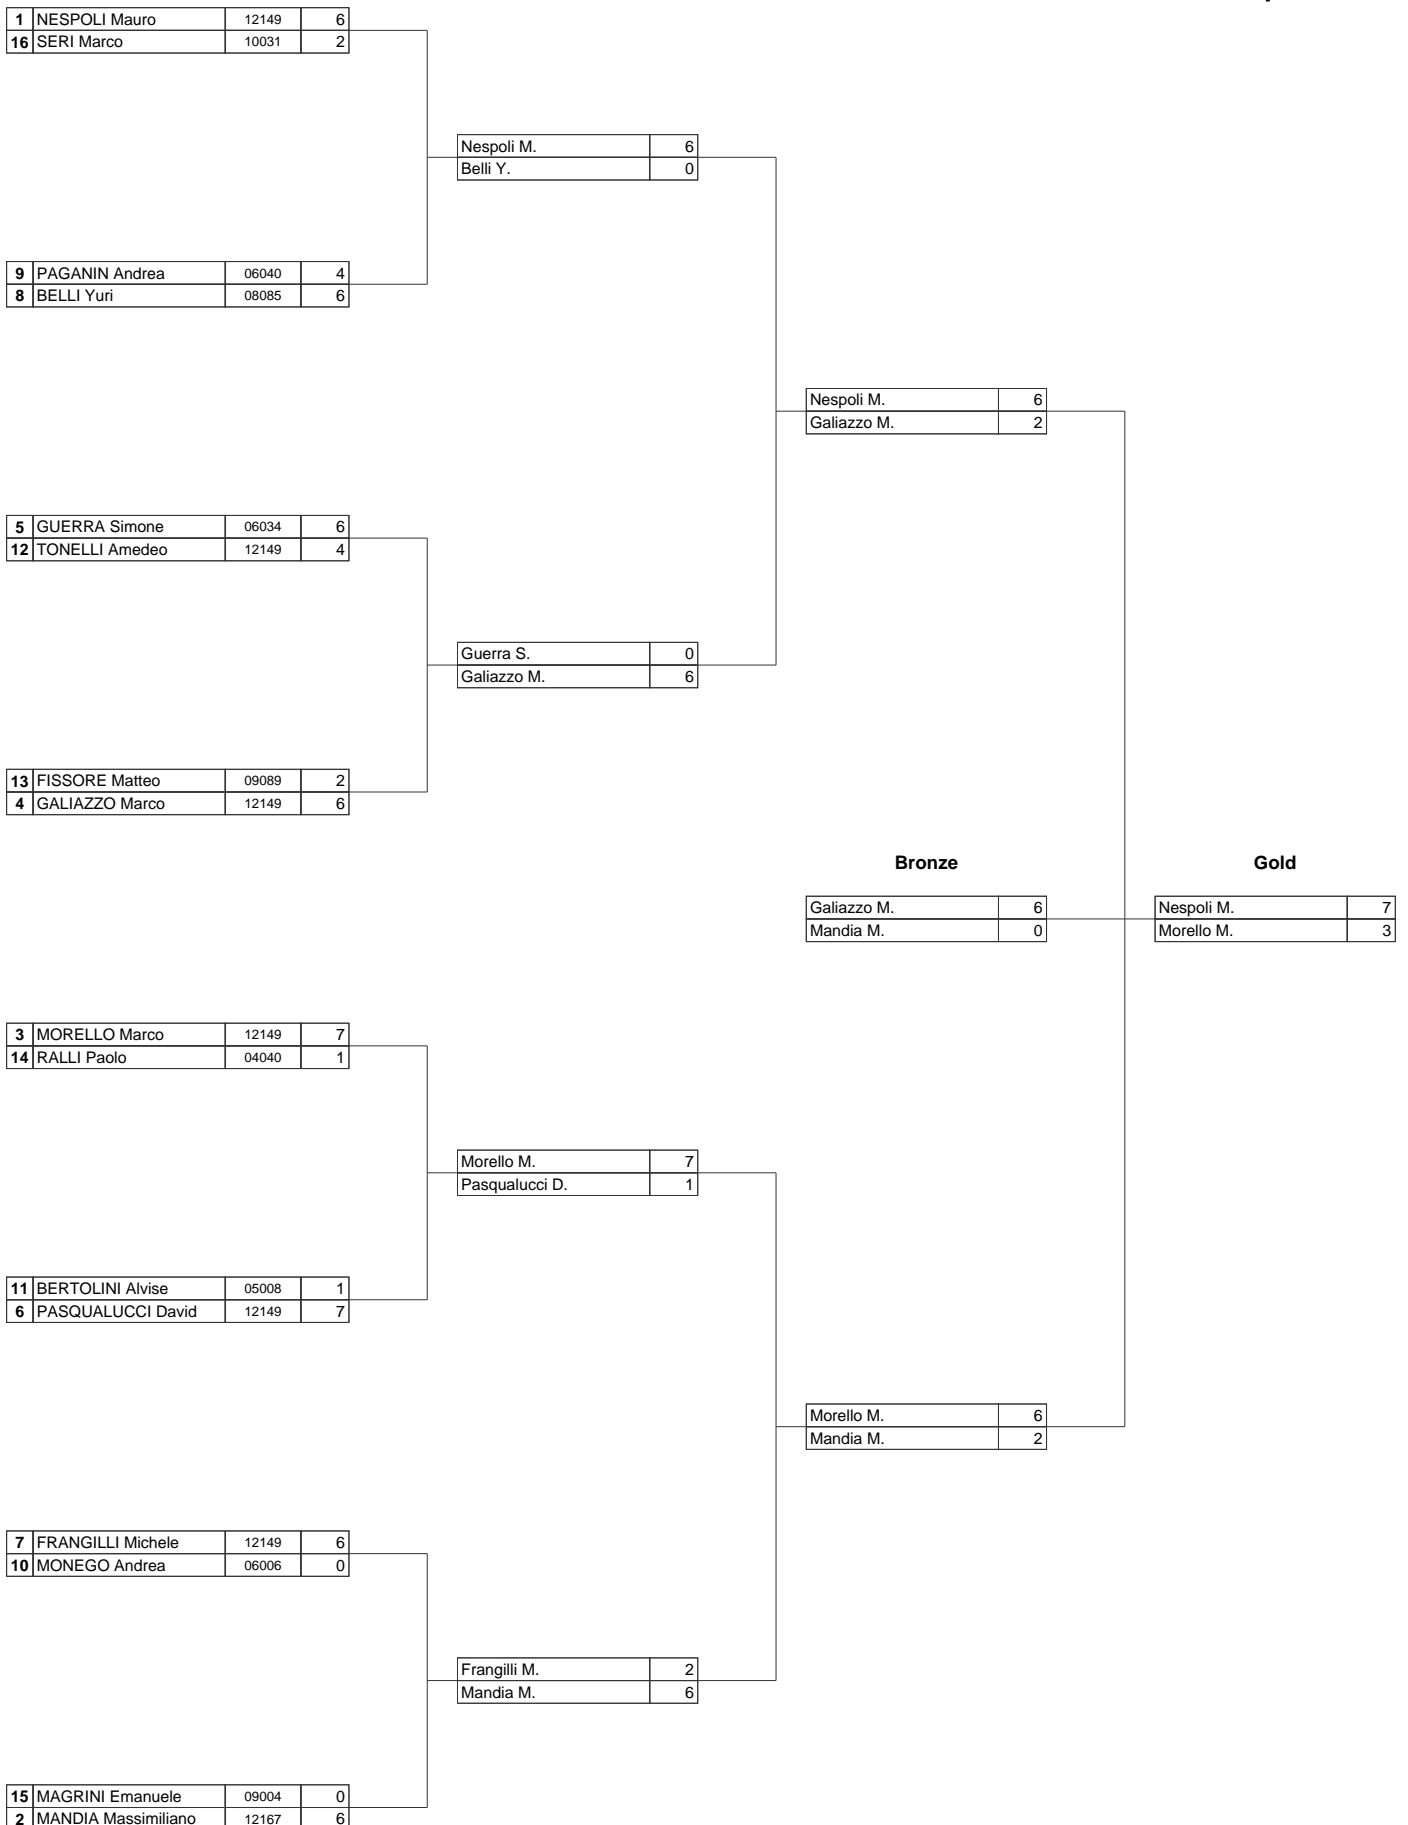 1 NESPOLI Mauro 12149 6
16 SERI Marco 10031 2
Nespoli M. 6
Belli Y. 0
9 PAGANIN Andrea 06040 4
8 BELLI Yuri 08085 6
Nespoli M. 6
Galiazzo M. 2
5 GUERRA Simone 06034 6
12 TONELLI Amedeo 12149 4
Guerra S. 0
Galiazzo M. 6
13 FISSORE Matteo 09089 2
4 GALIAZZO Marco 12149 6
Bronze Gold
Galiazzo M. 6 Nespoli M. 7
Mandia M. 0 Morello M. 3
3 MORELLO Marco 12149 7
14 RALLI Paolo 04040 1
Morello M. 7
Pasqualucci D. 1
11 BERTOLINI Alvise 05008 1
6 PASQUALUCCI David 12149 7
Morello M. 6
Mandia M. 2
7 FRANGILLI Michele 12149 6
10 MONEGO Andrea 06006 0
Frangilli M. 2
Mandia M. 6
15 MAGRINI Emanuele 09004 0
2 MANDIA Massimiliano 12167 6